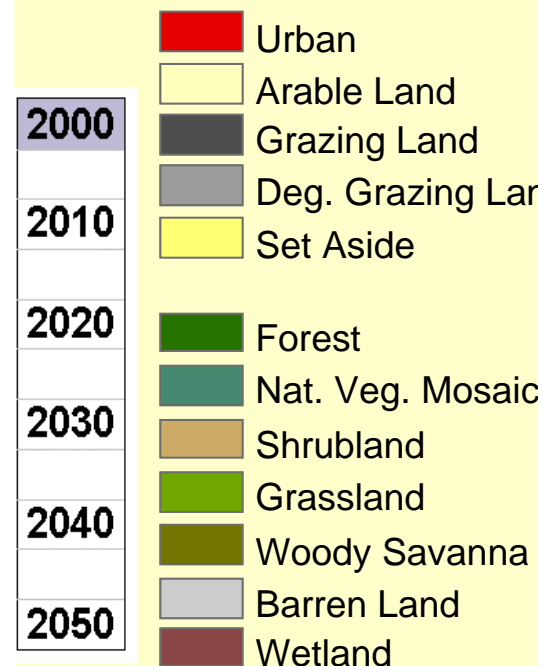 Urban
Arable Land
Grazing Land
Deg. Grazing Lan
Set Aside
Forest
Nat. Veg. Mosaic
Shrubland
Grassland
Woody Savanna
Barren Land
Wetland
2000
2010
2020
2030
2040
2050